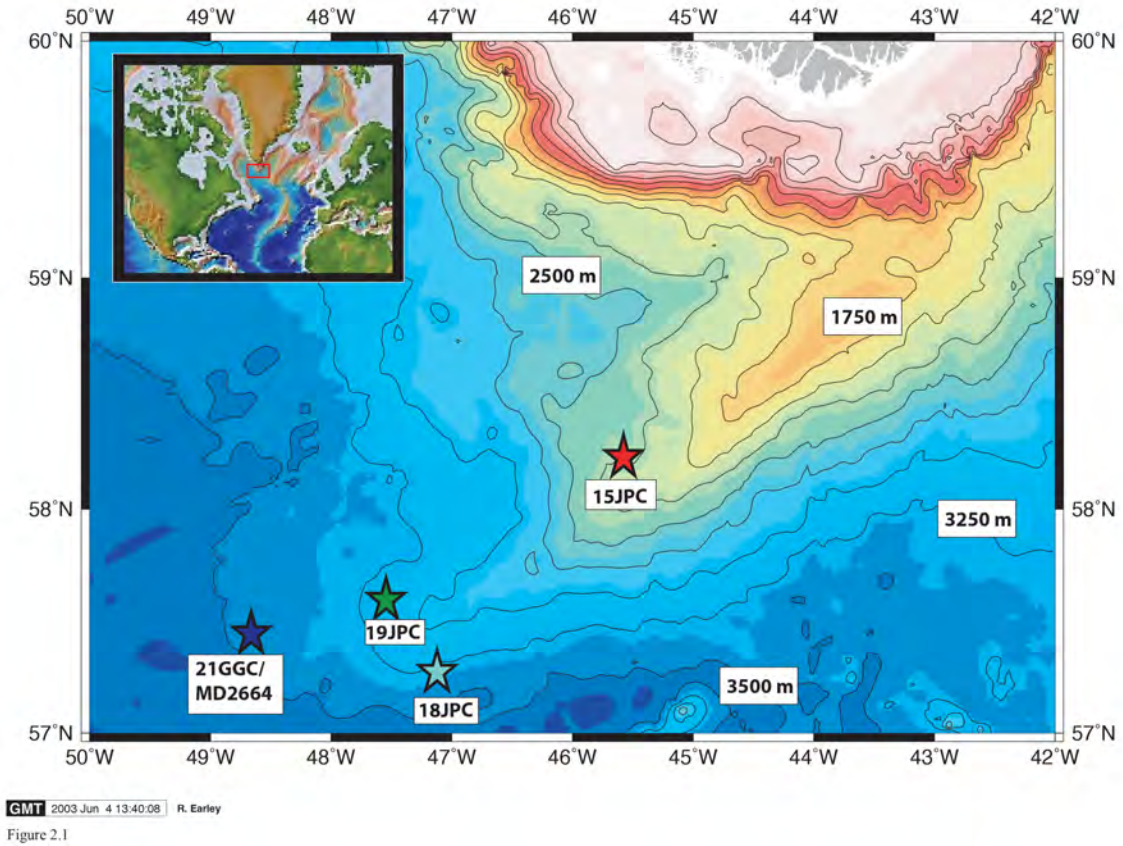 50°W 49°W 48°W 47°W 46°W 45°W 44°W 43°W 42°W
60°N 60°N
2500 m
59°N 59°N
1750 m
15JPC
58°N 58°N
3250 m
19JPC
21GGC/
MD2664
3500 m
18JPC
57°N 57°N
50°W 49°W 48°W 47°W 46°W 45°W 44°W 43°W 42°W
GMT 2003 Jun 4 13:40:08 R. Earley
Figure 2.1